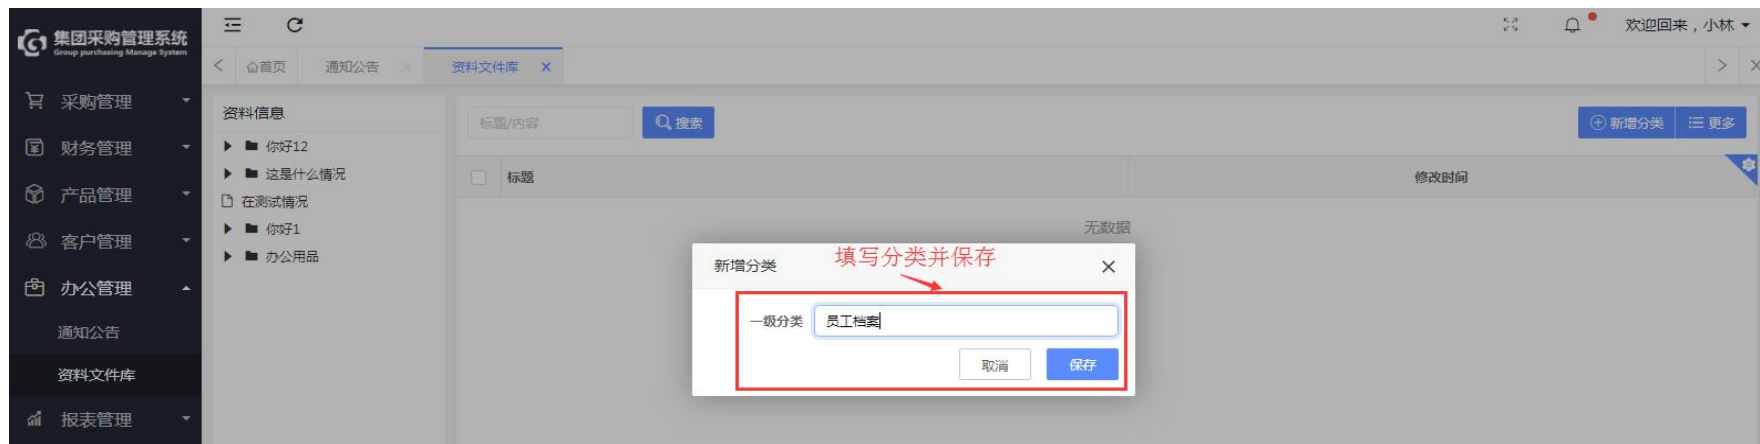 集团采购管理系统
Group purchasing Manage System
欢迎回来，小林
首页 通知公告 资料文件库
采购管理
财务管理
产品管理
客户管理
办公管理
通知公告
资料文件库
报表管理
资料信息
你好12
这是什么情况
在测试情况
你好1
办公用品
标题/内容 搜索 新增分类 更多
标题 修改时间
无数据
新增分类
填写分类并保存
一级分类 员工档案
取消 保存